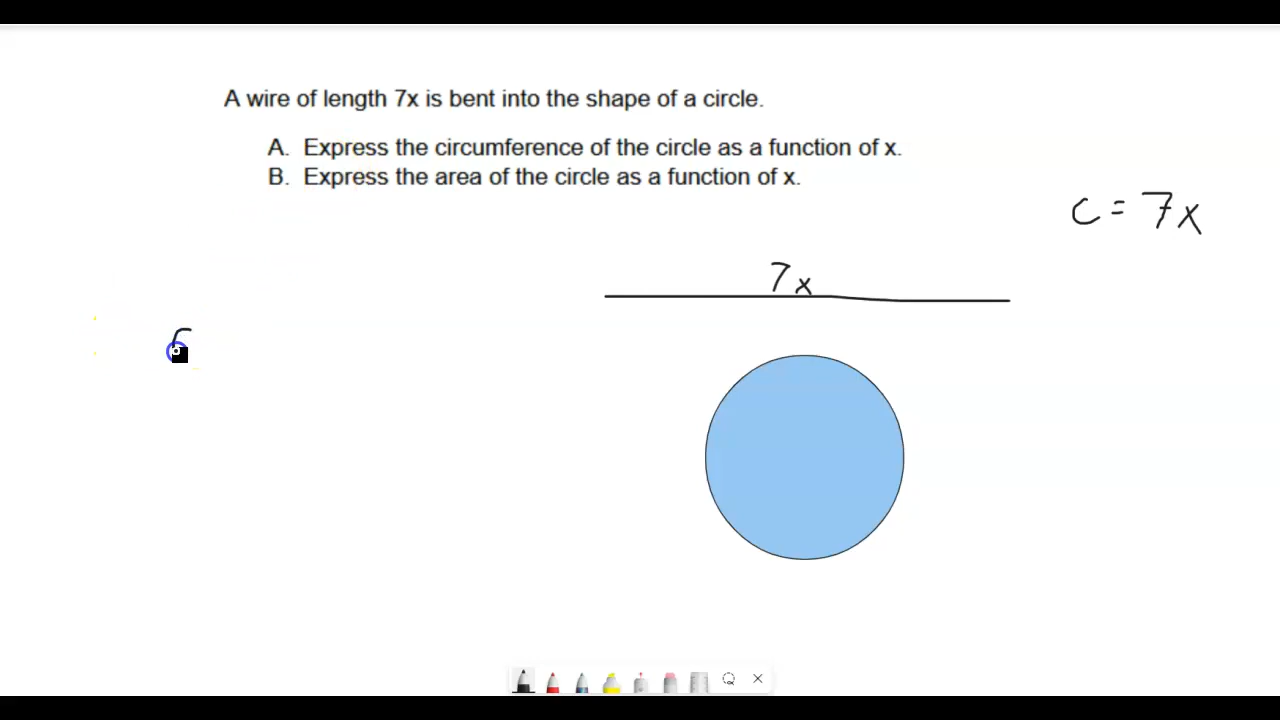 A wire of length 7x is bent into the shape of a circle.
A. Express the circumference of the circle as a function of x.
B. Express the area of the circle as a function of x.
c = 7x
7x